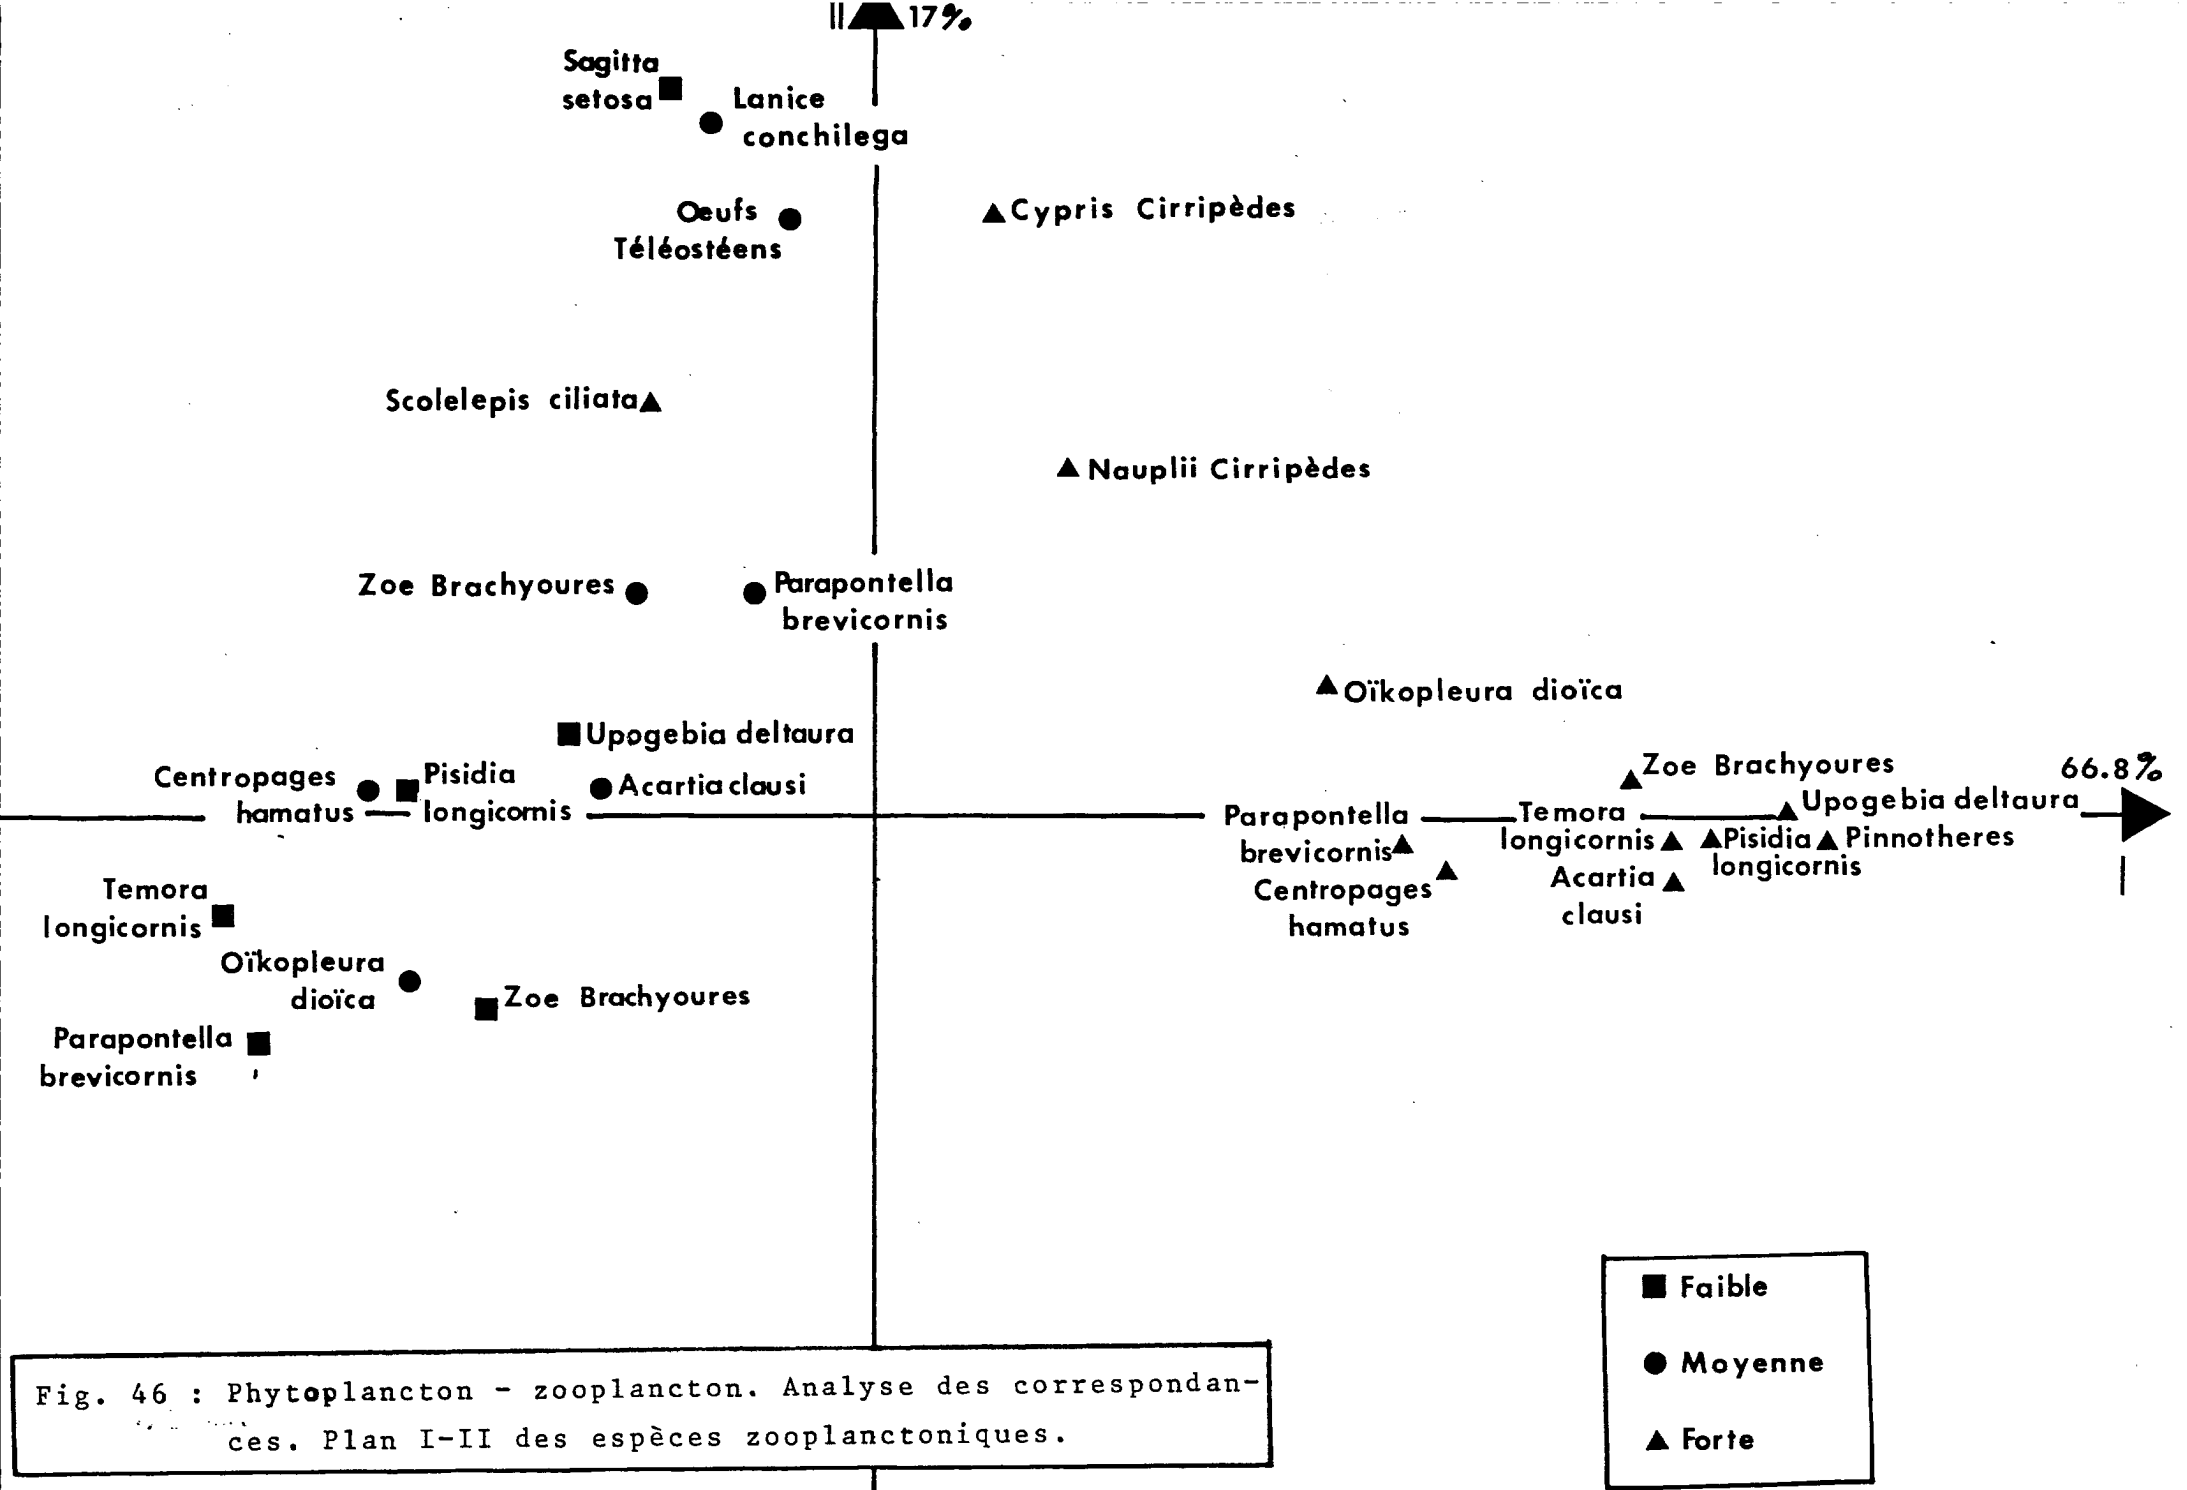 II 17%
Sagitta
setosa
Lanice
conchilega
Œufs
Téléostéens
Cypris Cirripèdes
Scolelepis ciliata
Nauplii Cirripèdes
Zoe Brachyoures
Parapontella
brevicornis
Oïkopleura dioïca
Upogebia deltaura
Centropages
hamatus
Pisidia
longicornis
Acartia clausi
Zoe Brachyoures
66.8%
Upogebia deltaura
Parapontella
brevicornis
Temora
longicornis
Pisidia
longicornis
Pinnotheres
I
Centropages
hamatus
Acartia
clausi
Temora
longicornis
Oïkopleura
dioïca
Zoe Brachyoures
Parapontella
brevicornis
Faible
Moyenne
Forte
Fig. 46 : Phytoplancton - zooplancton. Analyse des correspondan-
ces. Plan I-II des espèces zooplanctoniques.